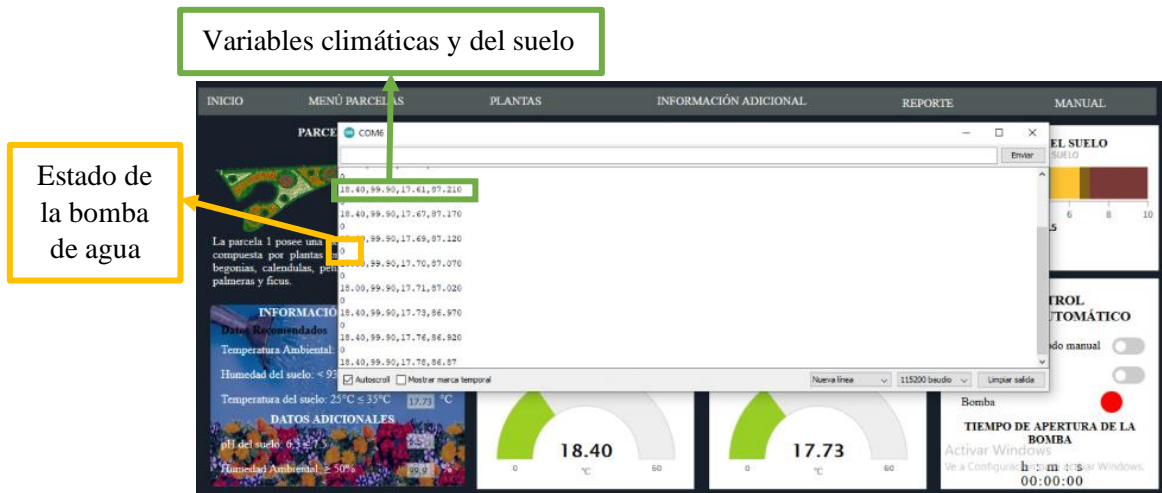 Variables climáticas y del suelo
Estado de
la bomba
de agua
INICIO
MENÚ PARCELAS
PLANTAS
INFORMACIÓN ADICIONAL
REPORTE
MANUAL
PARCE
COM6
Enviar
0
18.40,99.90,17.61,87.210
18.40,99.90,17.67,87.170
0
,99.90,17.69,87.120
0
,99.90,17.70,87.070
0
18.00,99.90,17.71,87.020
0
18.40,99.90,17.73,86.970
0
18.40,99.90,17.76,86.920
0
18.40,99.90,17.78,86.87
Autoscroll
Mostrar marca temporal
Nueva línea
115200 baudio
Limpiar salida
La parcela 1 posee una
compuesta por plantas
begonias, calendulas,
palmeras y ficus.
INFORMACIÓ
Datos Recomendados
Temperatura Ambiental:
Humedad del suelo: < 93
Temperatura del suelo: 25°C ≤ 35°C 17.73 °C
DATOS ADICIONALES
pH del suelo: 6,5 ≤ 7,5
Humedad Ambiental: ≥ 50% 99.9 %
18.40
0 °C 60
17.73
0 °C 60
EL SUELO
SUELO
6 8 10
.5
TROL
TOMÁTICO
do manual
Bomba
TIEMPO DE APERTURA DE LA
BOMBA
h : m : s
00:00:00
Activar Windows